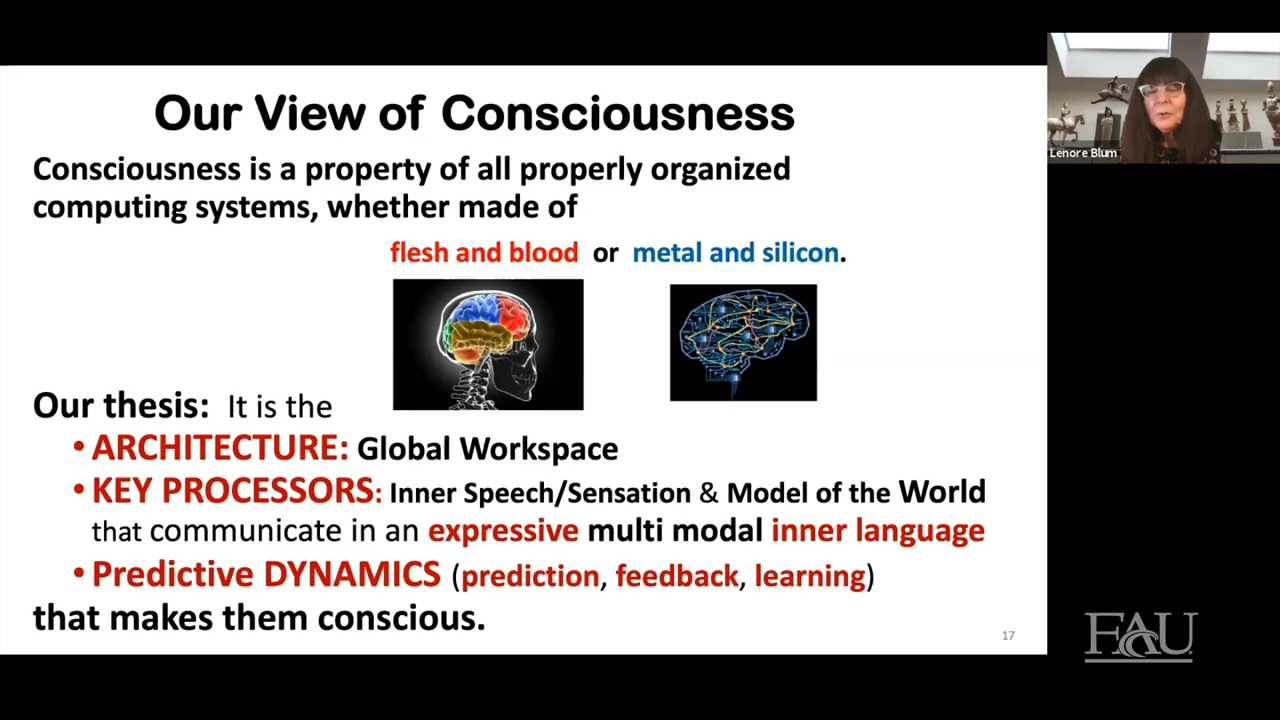 Our View of Consciousness
Consciousness is a property of all properly organized
computing systems, whether made of
flesh and blood or metal and silicon.
Our thesis: It is the
• ARCHITECTURE: Global Workspace
• KEY PROCESSORS: Inner Speech/Sensation & Model of the World
that communicate in an expressive multi modal inner language
• Predictive DYNAMICS (prediction, feedback, learning)
that makes them conscious.
17
Lenore Blum
FAU